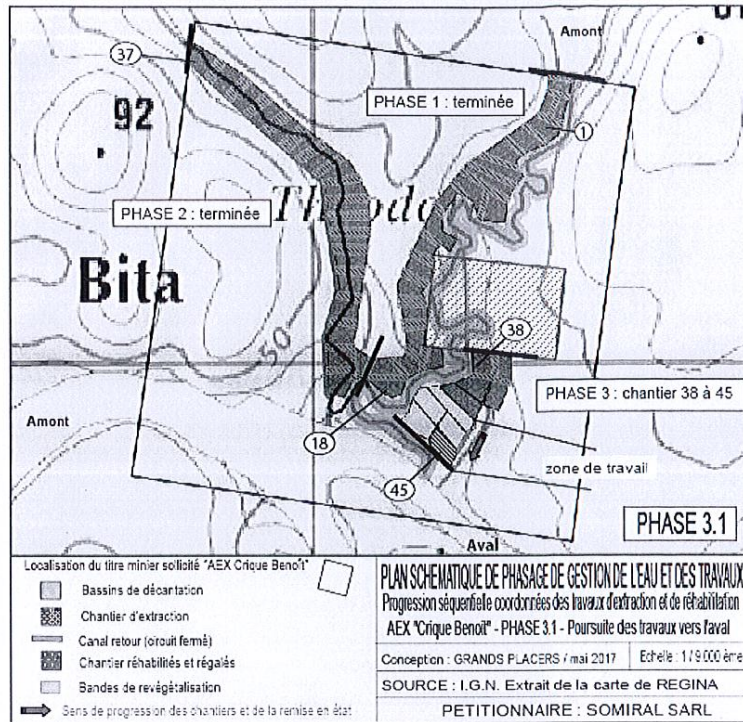 Amont
37
PHASE 1 : terminée
92
1
PHASE 2 : terminée
Bita
50
38
PHASE 3 : chantier 38 à 45
Amont
18
zone de travail
45
PHASE 3.1
Aval
Localisation du titre minier sollicité "AEX Crique Benoît"
Bassins de décantation
Chantier d'extraction
Canal retour (circuit fermé)
Chantier réhabilités et régalés
Bandes de revégétalisation
Sens de progression des chantiers et de la remise en état
PLAN SCHEMATIQUE DE PHASAGE DE GESTION DE L'EAU ET DES TRAVAUX
Progression séquentielle coordonnées des travaux d'extraction et de réhabilitation
AEX "Crique Benoit" - PHASE 3.1 - Poursuite des travaux vers l'aval
Conception : GRANDS PLACERS / mai 2017
Echelle : 1 / 9 000 ème
SOURCE : I.G.N. Extrait de la carte de REGINA
PETITIONNAIRE : SOMIRAL SARL